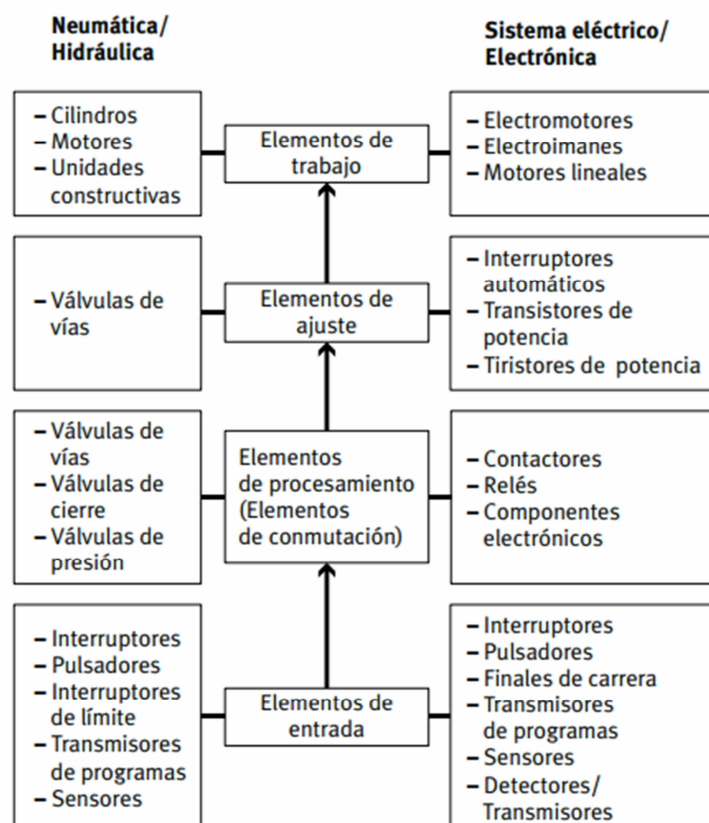 Neumática/
Hidráulica
Sistema eléctrico/
Electrónica
– Cilindros
– Motores
– Unidades
constructivas
Elementos de
trabajo
– Electromotores
– Electroimanes
– Motores lineales
– Válvulas de
vías
Elementos de
ajuste
– Interruptores
automáticos
– Transistores de
potencia
– Tiristores de potencia
– Válvulas de
vías
– Válvulas de
cierre
– Válvulas de
presión
Elementos
de procesamiento
(Elementos
de conmutación)
– Contactores
– Relés
– Componentes
electrónicos
– Interruptores
– Pulsadores
– Interruptores
de límite
– Transmisores
de programas
– Sensores
Elementos de
entrada
– Interruptores
– Pulsadores
– Finales de carrera
– Transmisores
de programas
– Sensores
– Detectores/
Transmisores